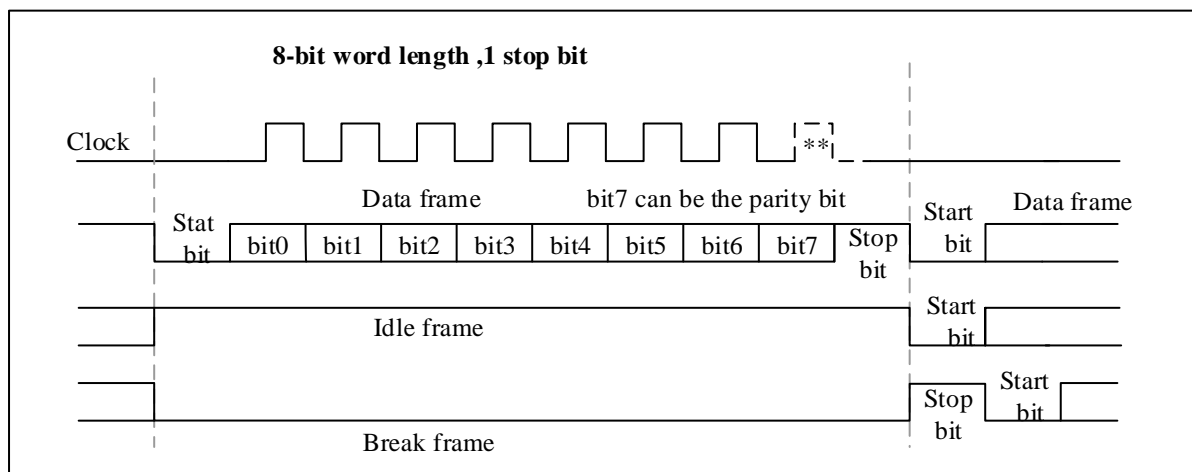 8-bit word length ,1 stop bit
Clock
**
Data frame
bit7 can be the parity bit
Data frame
Stat
bit
bit0
bit1
bit2
bit3
bit4
bit5
bit6
bit7
Stop
bit
Start
bit
Idle frame
Start
bit
Break frame
Stop
bit
Start
bit